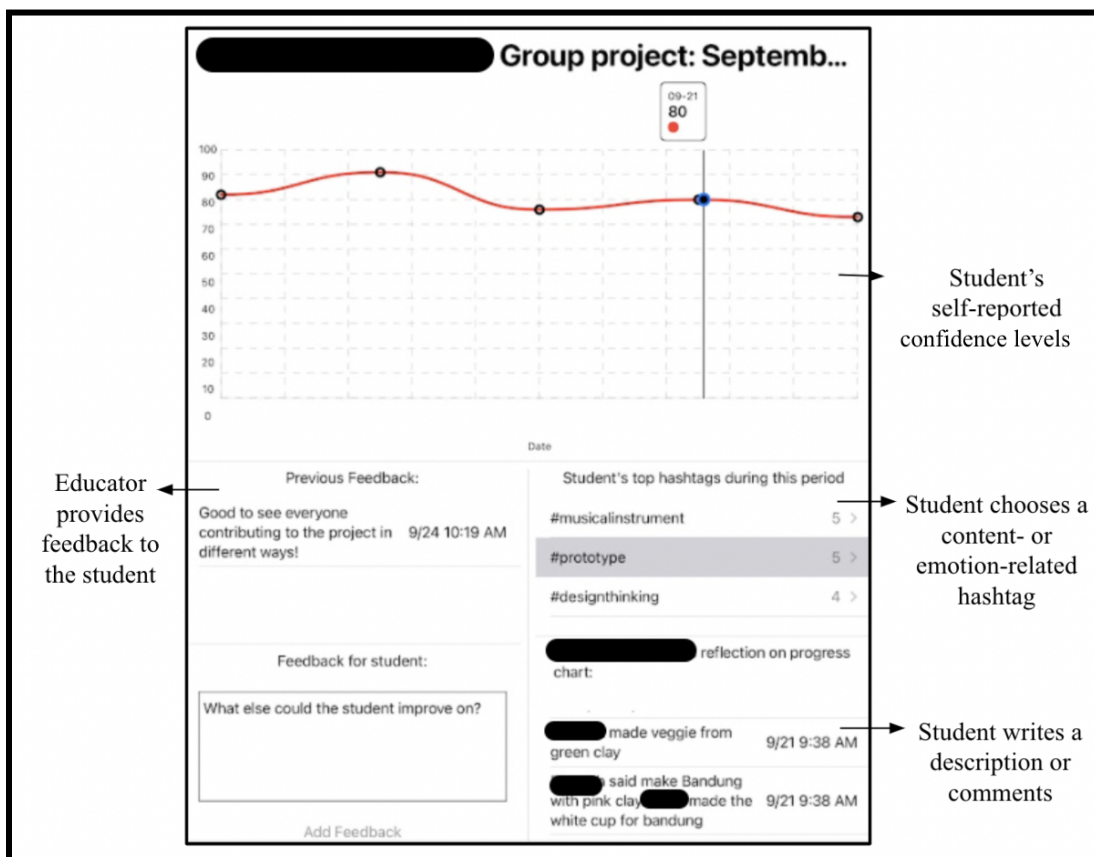 Group project: Septemb...
09-21
80
100
90
80
70
60
50
40
30
20
10
0
Date
Student's
self-reported
confidence levels
Educator
provides
feedback to
the student
Previous Feedback:
Good to see everyone
contributing to the project in 9/24 10:19 AM
different ways!
Student's top hashtags during this period
#musicalinstrument 5 >
#prototype 5 >
#designthinking 4 >
Student chooses a
content- or
emotion-related
hashtag
Feedback for student:
What else could the student improve on?
Add Feedback
reflection on progress
chart:
made veggie from
green clay 9/21 9:38 AM
said make Bandung
with pink clay made the 9/21 9:38 AM
white cup for bandung
Student writes a
description or
comments